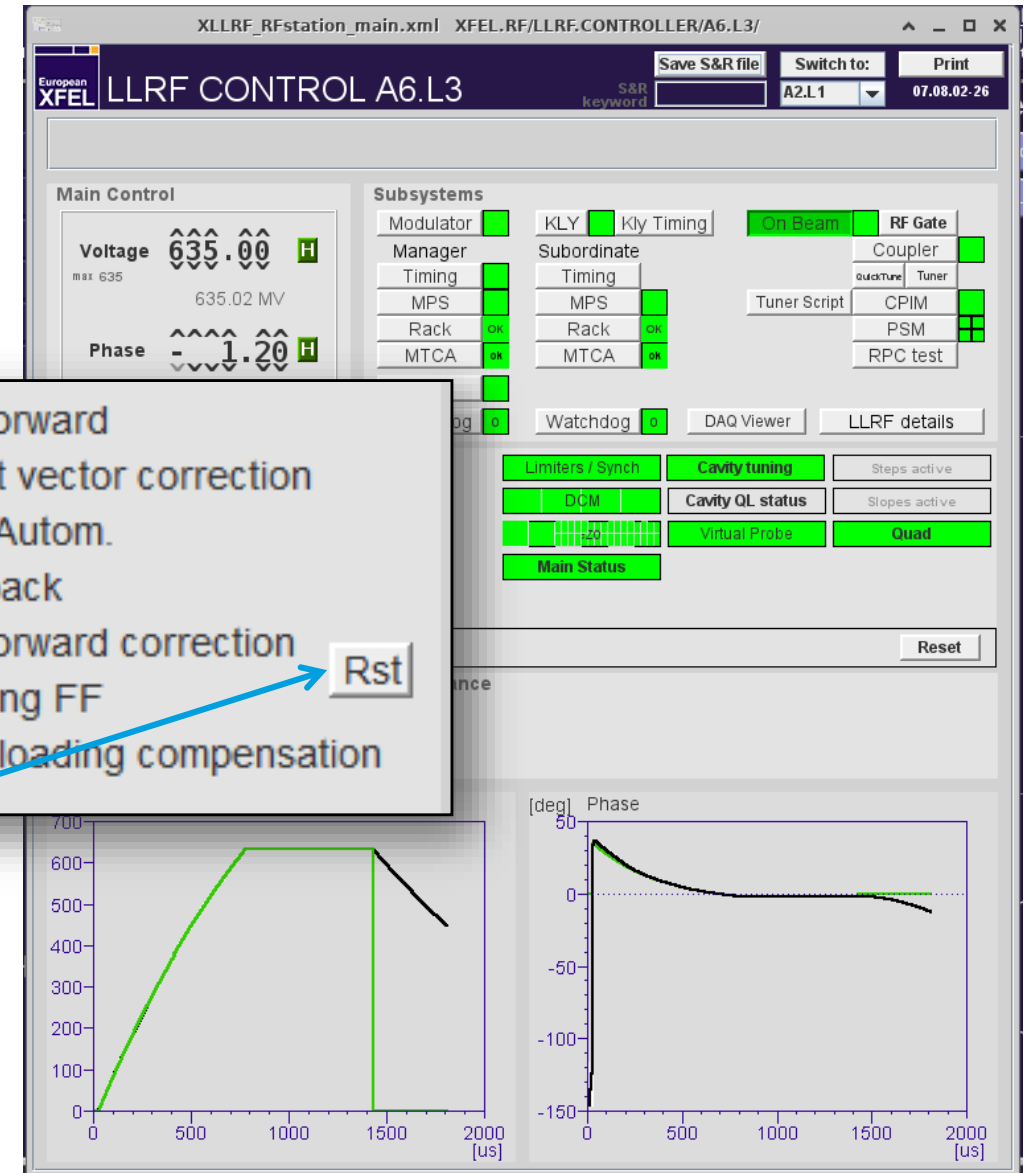 XLLRF_RFstation_main.xml XFEL.RF/LLRF.CONTROLLER/A6.L3/
European
XFEL
LLRF CONTROL A6.L3
Save S&R file
Switch to:
Print
S&R
keyword
A2.L1
07.08.02-26
Main Control
Voltage
635.00
H
max 635
635.02 MV
Phase
- 1.20
H
Subsystems
Modulator
KLY
Kly Timing
On Beam
RF Gate
Manager
Subordinate
Coupler
Timing
Timing
QuickTune
Tuner
MPS
MPS
Tuner Script
CPIM
Rack
OK
Rack
OK
PSM
MTCA
ok
MTCA
ok
RPC test
og
o
Watchdog
o
DAQ Viewer
LLRF details
orward
t vector correction
Autom.
back
orward correction
Rst
ng FF
loading compensation
Limiters / Synch
Cavity tuning
Steps active
DCM
Cavity QL status
Slopes active
Virtual Probe
Quad
Main Status
Reset
ance
700
600
500
400
300
200
100
0
0 500 1000 1500 2000
[us]
[deg] Phase
50
0
-50
-100
-150
0 500 1000 1500 2000
[us]